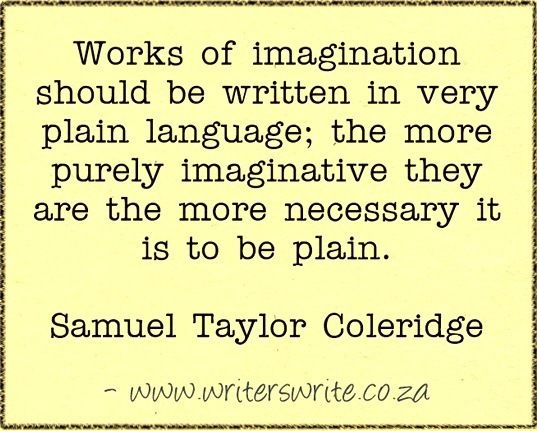 Works of imagination
should be written in very
plain language; the more
purely imaginative they
are the more necessary it
is to be plain.
Samuel Taylor Coleridge
- www.writerswrite.co.za